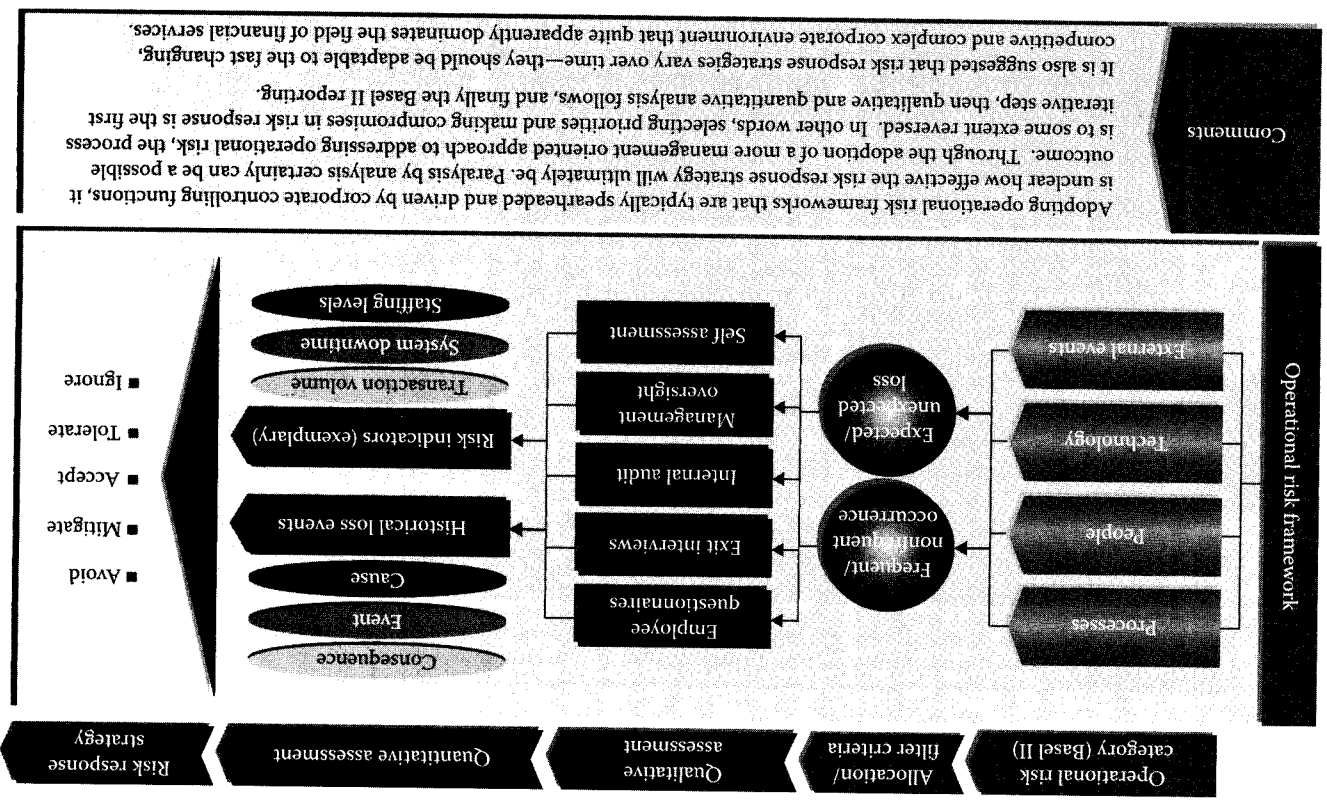 Operational risk
category (Basel II)
Allocation/
filter criteria
Qualitative
assessment
Quantitative assessment
Risk response
strategy
Operational risk framework
Processes
People
Technology
External events
Frequent/
nonfrequent
occurrence
Expected/
unexpected
loss
Employee
questionnaires
Exit interviews
Internal audit
Management
oversight
Self assessment
Consequence
Event
Cause
Historical loss events
Risk indicators (exemplary)
Transaction volume
System downtime
Staffing levels
■ Avoid
■ Mitigate
■ Accept
■ Tolerate
■ Ignore
Comments
Adopting operational risk frameworks that are typically spearheaded and driven by corporate controlling functions, it
is unclear how effective the risk response strategy will ultimately be. Paralysis by analysis certainly can be a possible
outcome. Through the adoption of a more management oriented approach to addressing operational risk, the process
is to some extent reversed. In other words, selecting priorities and making compromises in risk response is the first
iterative step, then qualitative and quantitative analysis follows, and finally the Basel II reporting.
It is also suggested that risk response strategies vary over time—they should be adaptable to the fast changing,
competitive and complex corporate environment that quite apparently dominates the field of financial services.